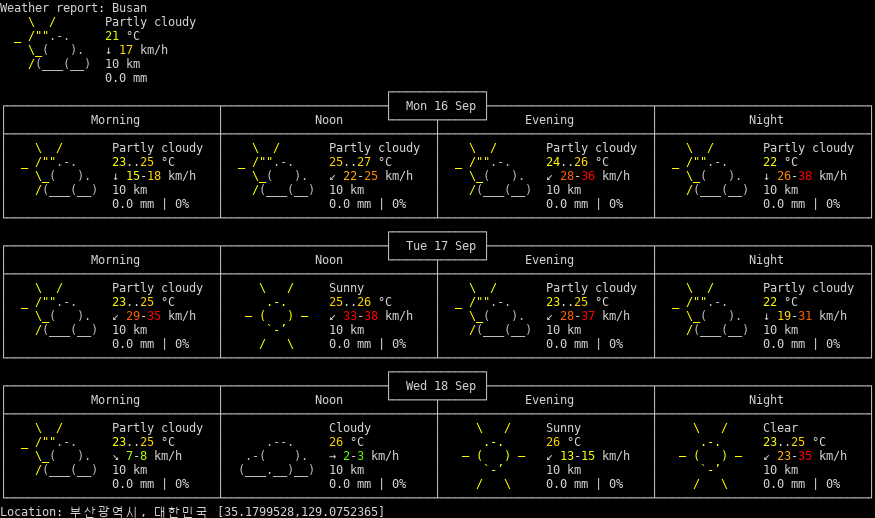 Weather report: Busan
Partly cloudy
21 °C
↓ 17 km/h
10 km
0.0 mm
Mon 16 Sep
Morning Noon Evening Night
Partly cloudy Partly cloudy Partly cloudy Partly cloudy
23..25 °C 25..27 °C 24..26 °C 22 °C
↓ 15-18 km/h ↙ 22-25 km/h ↙ 28-36 km/h ↓ 26-38 km/h
10 km 10 km 10 km 10 km
0.0 mm | 0% 0.0 mm | 0% 0.0 mm | 0% 0.0 mm | 0%
Tue 17 Sep
Morning Noon Evening Night
Partly cloudy Sunny Partly cloudy Partly cloudy
23..25 °C 25..26 °C 23..25 °C 22 °C
↙ 29-35 km/h ↙ 33-38 km/h ↙ 28-37 km/h ↓ 19-31 km/h
10 km 10 km 10 km 10 km
0.0 mm | 0% 0.0 mm | 0% 0.0 mm | 0% 0.0 mm | 0%
Wed 18 Sep
Morning Noon Evening Night
Partly cloudy Cloudy Sunny Clear
23..25 °C 26 °C 26 °C 23..25 °C
↘ 7-8 km/h → 2-3 km/h ↙ 13-15 km/h ↙ 23-35 km/h
10 km 10 km 10 km 10 km
0.0 mm | 0% 0.0 mm | 0% 0.0 mm | 0% 0.0 mm | 0%
Location: 부산광역시, 대한민국 [35.1799528,129.0752365]